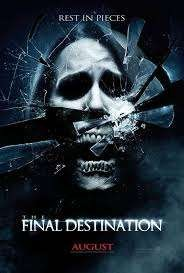 REST IN PIECES
THE
FINAL DESTINATION
AUGUST